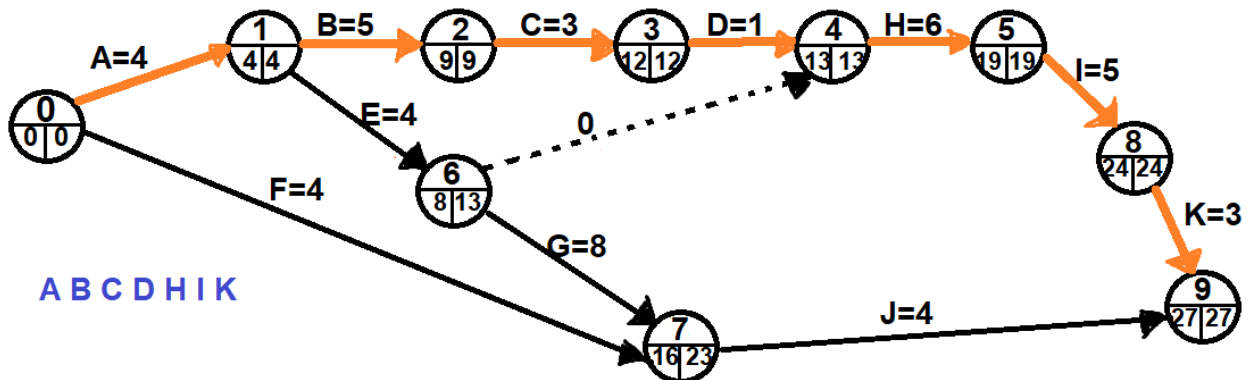 A=4
B=5
C=3
D=1
H=6
I=5
K=3
E=4
F=4
G=8
J=4
0
0
0 0
1
4 4
2
9 9
3
12 12
4
13 13
5
19 19
6
8 13
7
16 23
8
24 24
9
27 27
A B C D H I K